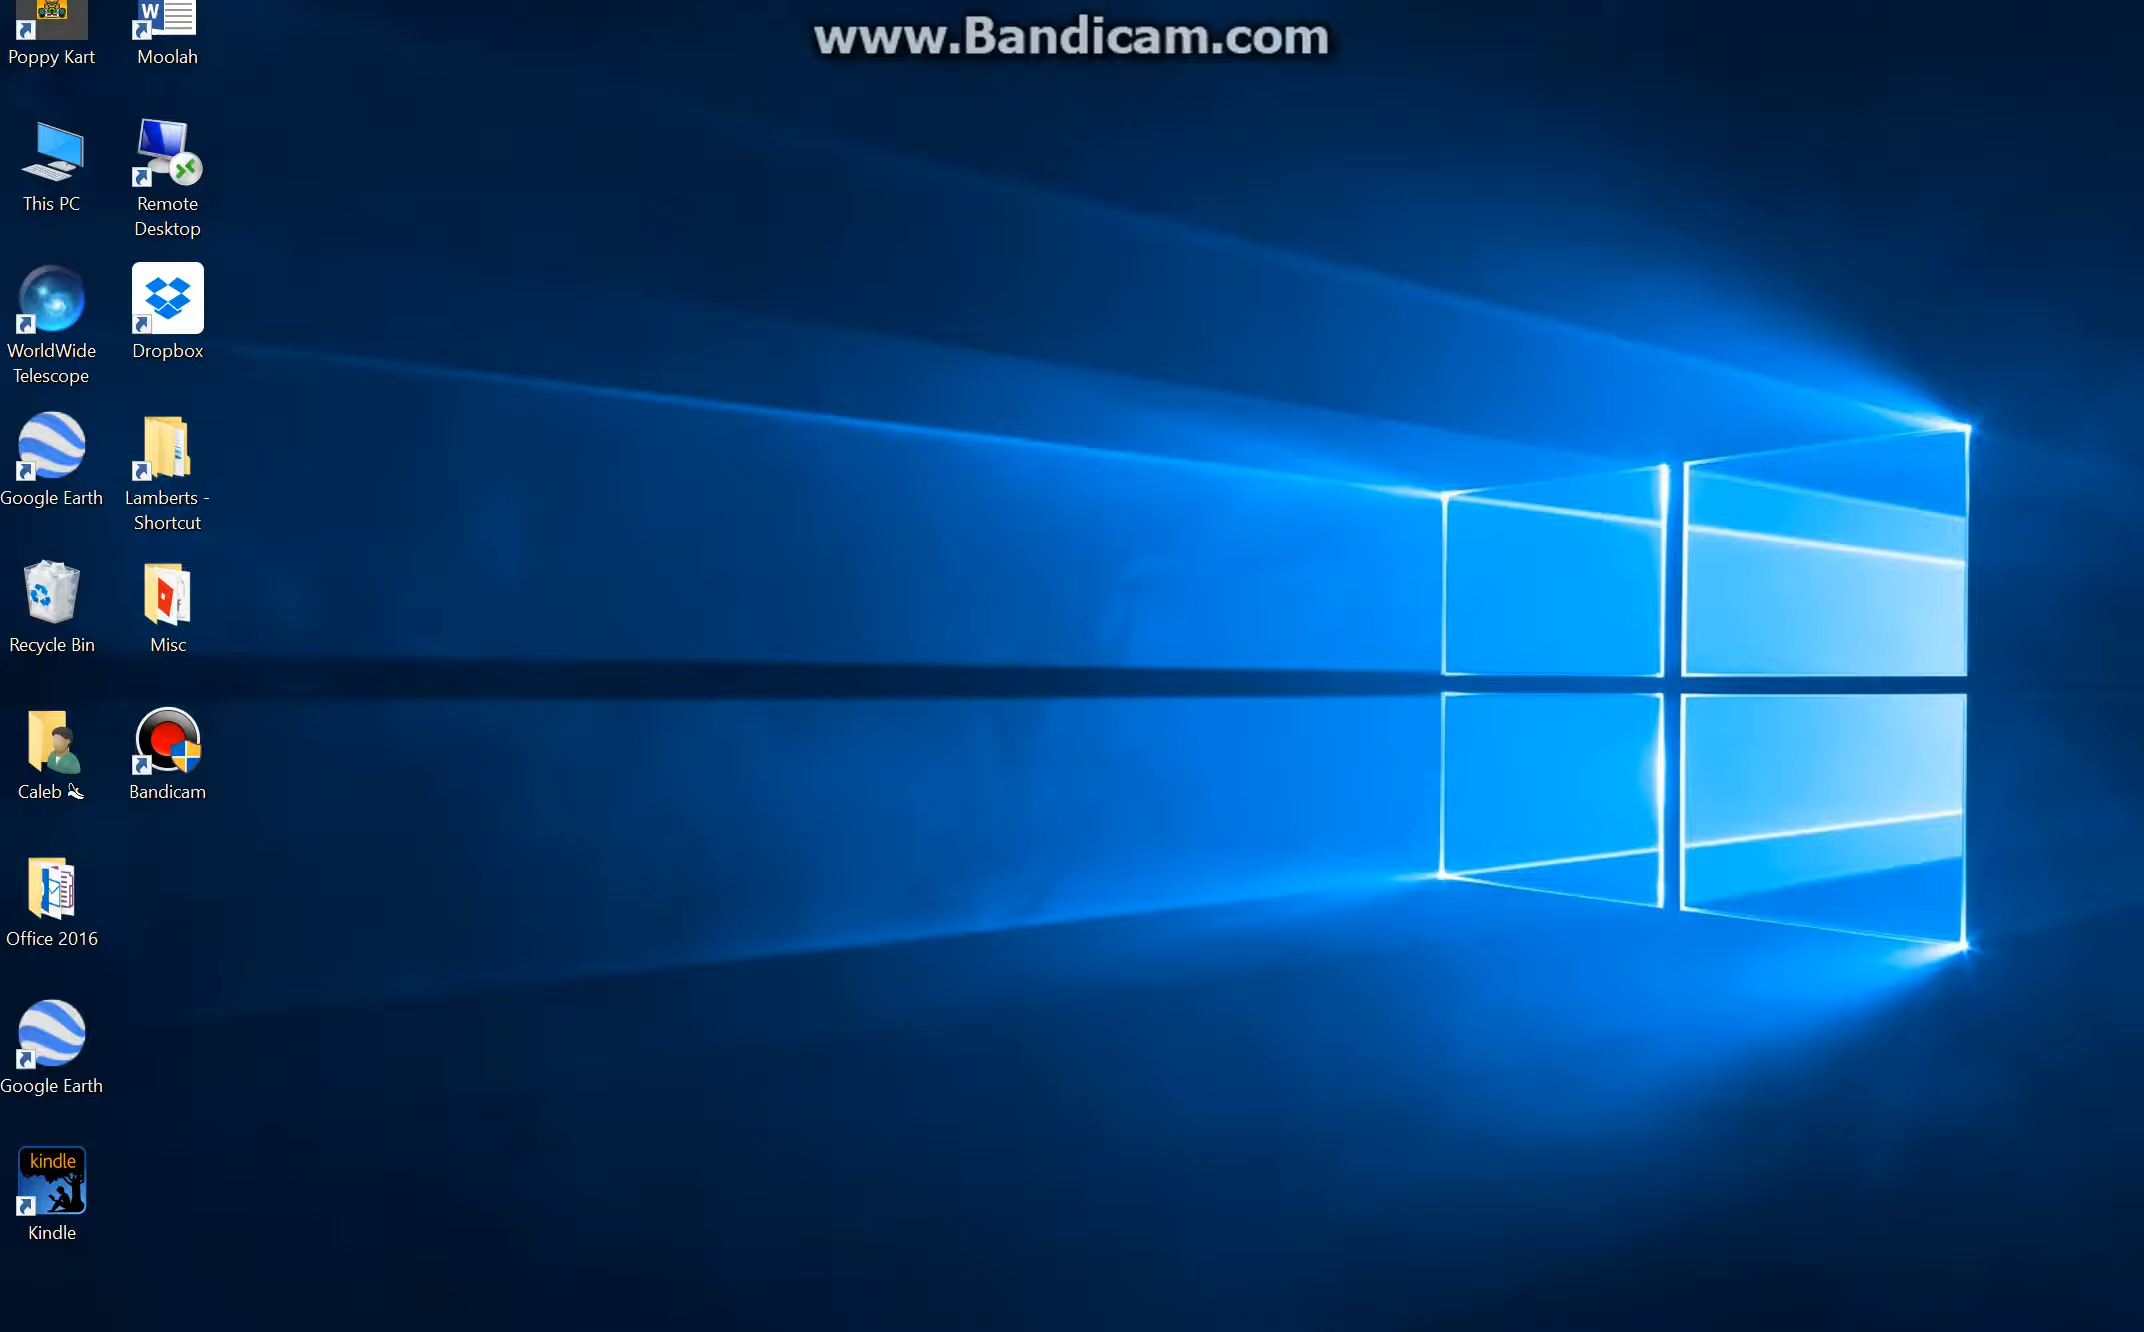 www.Bandicam.com
Poppy Kart
W
Moolah
This PC
Remote
Desktop
WorldWide
Telescope
Dropbox
Google Earth
Lamberts -
Shortcut
Recycle Bin
Misc
Caleb
Bandicam
Office 2016
Google Earth
kindle
Kindle